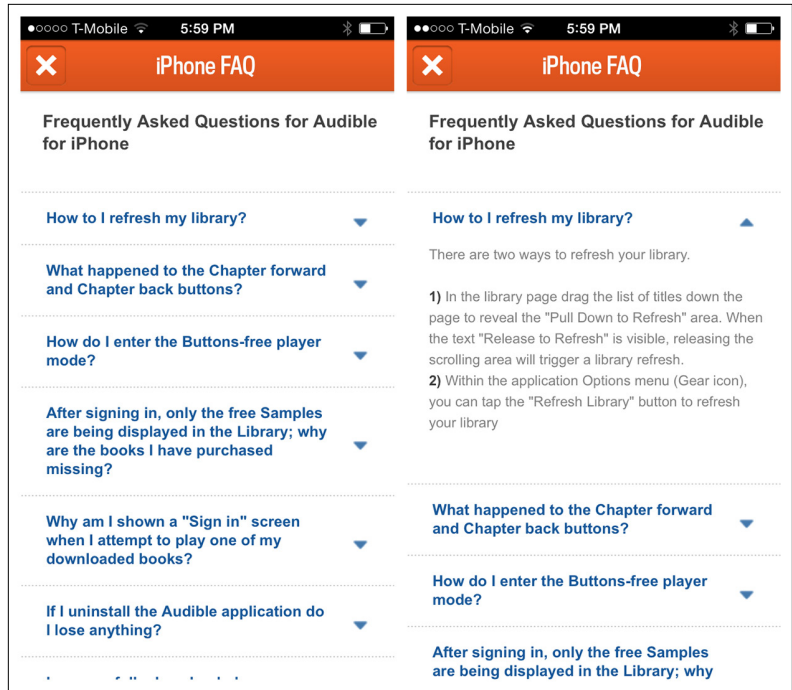 T-Mobile 5:59 PM
iPhone FAQ
Frequently Asked Questions for Audible
for iPhone
How to I refresh my library?
What happened to the Chapter forward
and Chapter back buttons?
How do I enter the Buttons-free player
mode?
After signing in, only the free Samples
are being displayed in the Library; why
are the books I have purchased
missing?
Why am I shown a "Sign in" screen
when I attempt to play one of my
downloaded books?
If I uninstall the Audible application do
I lose anything?
T-Mobile 5:59 PM
iPhone FAQ
Frequently Asked Questions for Audible
for iPhone
How to I refresh my library?
There are two ways to refresh your library.
1) In the library page drag the list of titles down the
page to reveal the "Pull Down to Refresh" area. When
the text "Release to Refresh" is visible, releasing the
scrolling area will trigger a library refresh.
2) Within the application Options menu (Gear icon),
you can tap the "Refresh Library" button to refresh
your library
What happened to the Chapter forward
and Chapter back buttons?
How do I enter the Buttons-free player
mode?
After signing in, only the free Samples
are being displayed in the Library; why